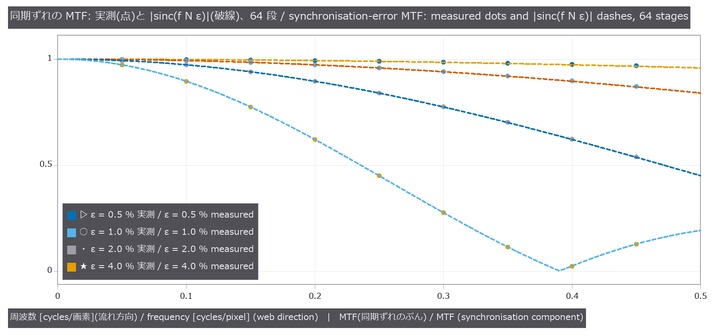 同期ずれの MTF: 実測(点)と |sinc(f N ε)|(破線)、64 段 / synchronisation-error MTF: measured dots and |sinc(f N ε)| dashes, 64 stages
1
0.5
0
▷ ε = 0.5 % 実測 / ε = 0.5 % measured
○ ε = 1.0 % 実測 / ε = 1.0 % measured
・ ε = 2.0 % 実測 / ε = 2.0 % measured
★ ε = 4.0 % 実測 / ε = 4.0 % measured
0 0.1 0.2 0.3 0.4 0.5
周波数 [cycles/画素](流れ方向) / frequency [cycles/pixel] (web direction) | MTF(同期ずれのぶん) / MTF (synchronisation component)